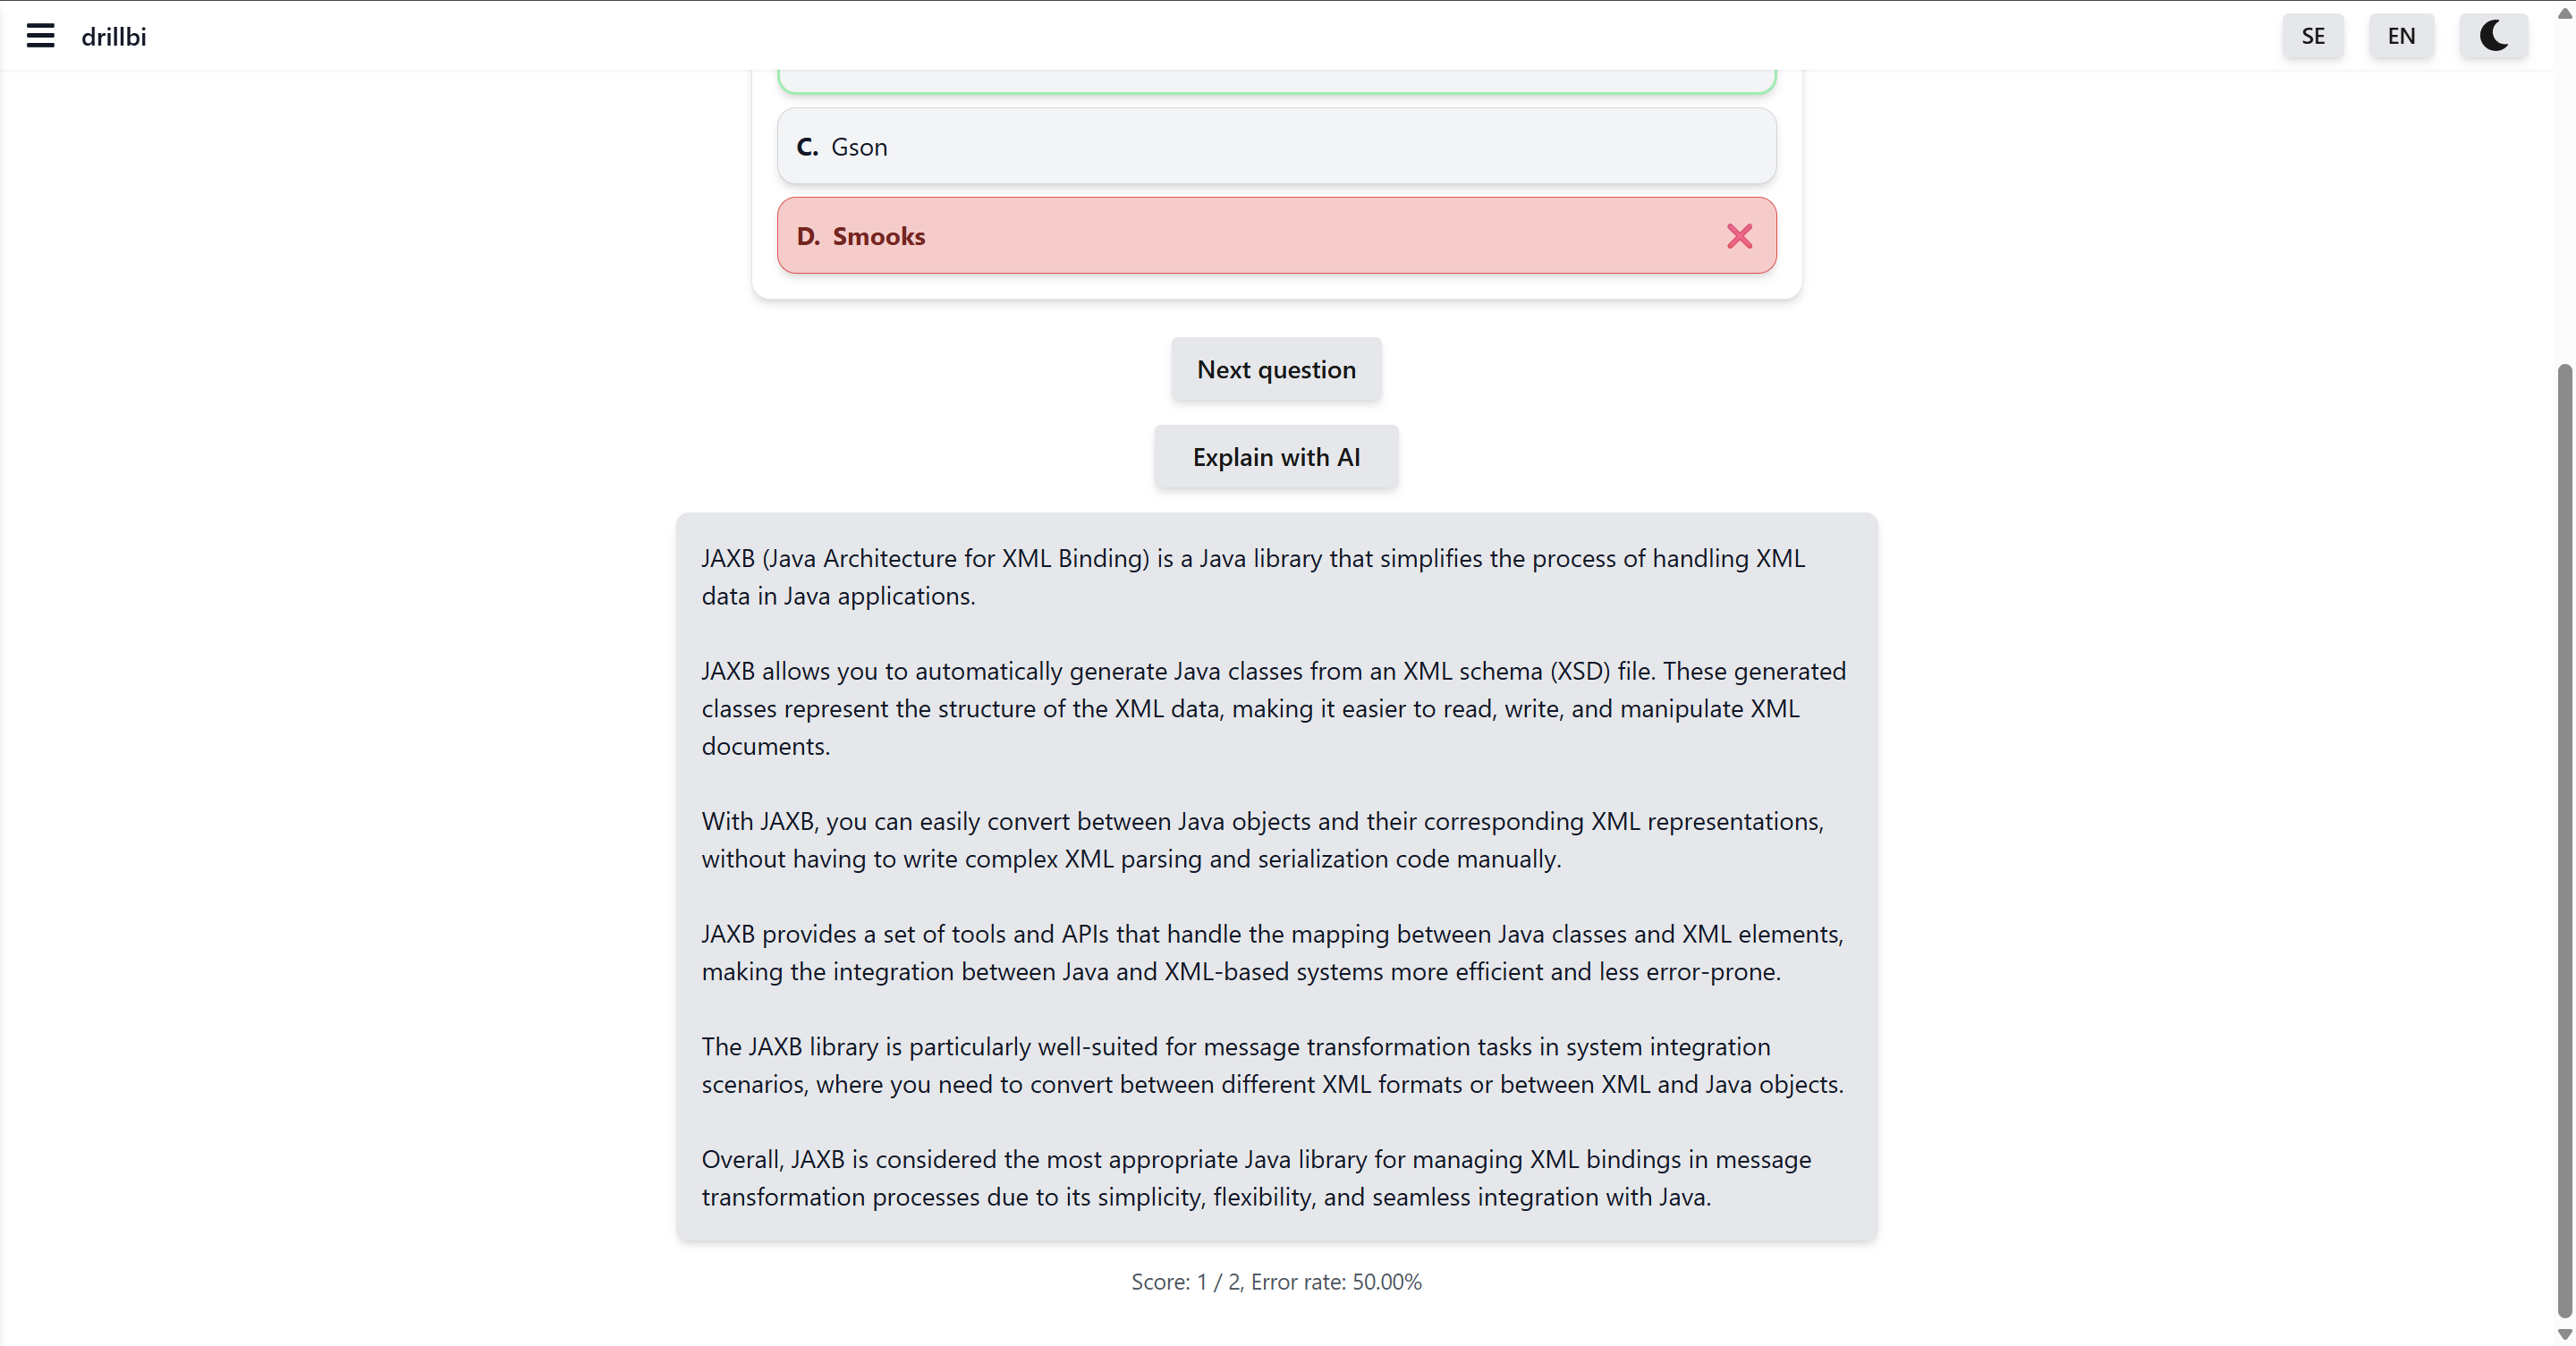 drillbi
SE
EN
C. Gson
D. Smooks
Next question
Explain with AI
JAXB (Java Architecture for XML Binding) is a Java library that simplifies the process of handling XML
data in Java applications.
JAXB allows you to automatically generate Java classes from an XML schema (XSD) file. These generated
classes represent the structure of the XML data, making it easier to read, write, and manipulate XML
documents.
With JAXB, you can easily convert between Java objects and their corresponding XML representations,
without having to write complex XML parsing and serialization code manually.
JAXB provides a set of tools and APIs that handle the mapping between Java classes and XML elements,
making the integration between Java and XML-based systems more efficient and less error-prone.
The JAXB library is particularly well-suited for message transformation tasks in system integration
scenarios, where you need to convert between different XML formats or between XML and Java objects.
Overall, JAXB is considered the most appropriate Java library for managing XML bindings in message
transformation processes due to its simplicity, flexibility, and seamless integration with Java.
Score: 1 / 2, Error rate: 50.00%